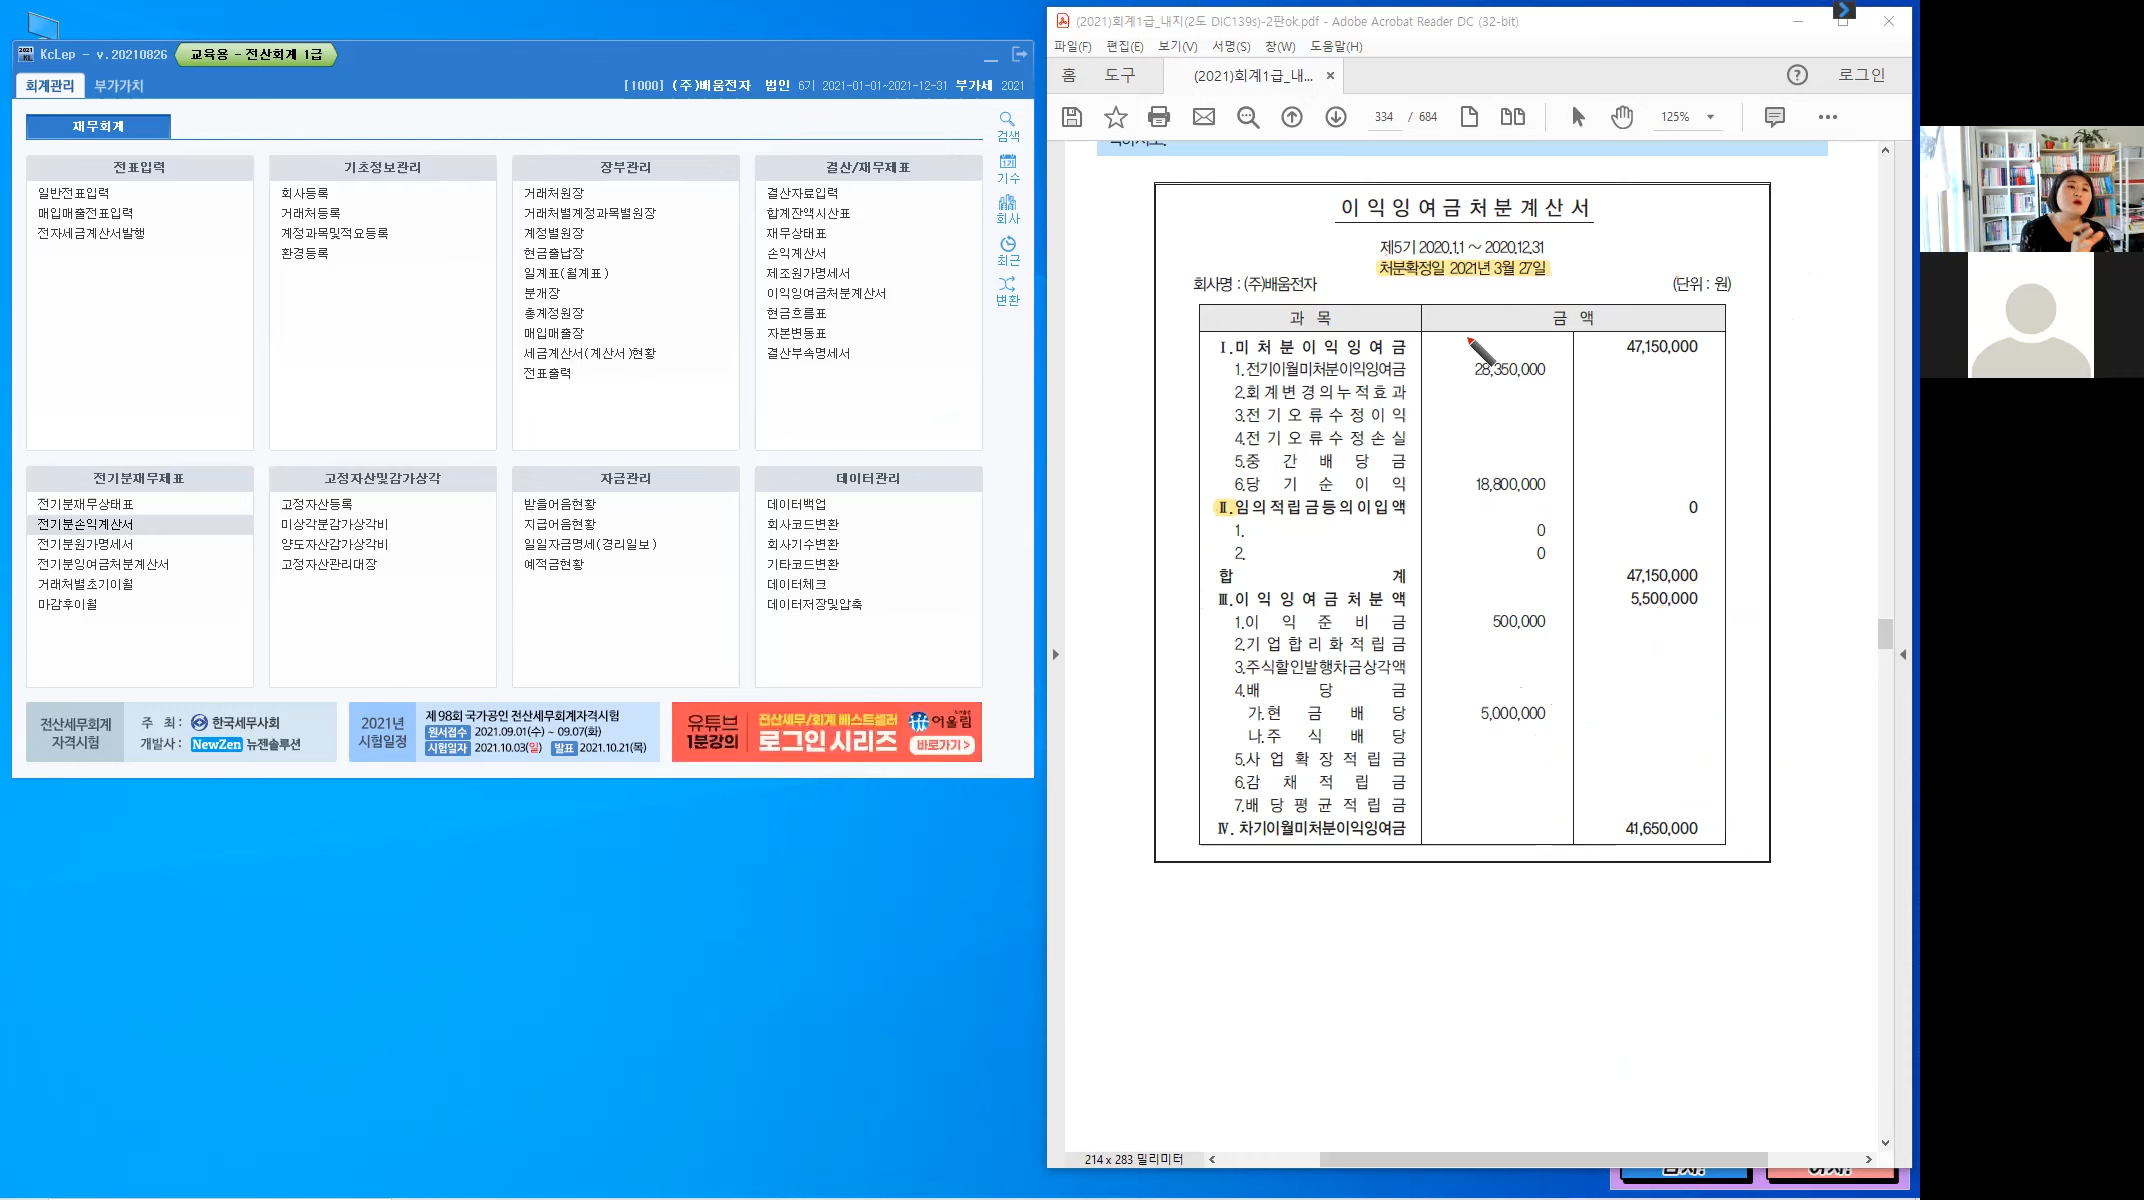 KcLep - v.20210826
교육용 - 전산회계 1급
회계관리
부가가치
[1000] (주)배움전자 법인 6기 2021-01-01~2021-12-31 부가세 2021
재무회계
검색
기수
회사
최근
변환
전표입력
일반전표입력
매입매출전표입력
전자세금계산서발행
기초정보관리
회사등록
거래처등록
계정과목및적요등록
환경등록
장부관리
거래처원장
거래처별계정과목별원장
계정별원장
현금출납장
일계표(월계표)
분개장
총계정원장
매입매출장
세금계산서(계산서)현황
전표출력
결산/재무제표
결산자료입력
합계잔액시산표
재무상태표
손익계산서
제조원가명세서
이익잉여금처분계산서
현금흐름표
자본변동표
결산부속명세서
전기분재무제표
전기분재무상태표
전기분손익계산서
전기분원가명세서
전기분잉여금처분계산서
거래처별초기이월
마감후이월
고정자산및감가상각
고정자산등록
미상각분감가상각비
양도자산감가상각비
고정자산관리대장
자금관리
받을어음현황
지급어음현황
일일자금명세(경리일보)
예적금현황
데이터관리
데이터백업
회사코드변환
회사기수변환
기타코드변환
데이터체크
데이터저장및압축
전산세무회계
자격시험
주 최 : 한국세무사회
개발사 : NewZen 뉴젠솔루션
2021년
시험일정
제98회 국가공인 전산세무회계자격시험
원서접수 2021.09.01(수) ~ 09.07(화)
시험일자 2021.10.03(일) 발표 2021.10.21(목)
유튜브
1분강의
전산세무/회계 베스트셀러
로그인 시리즈
어울림
바로가기 >
(2021)회계1급_내지(2도 DIC139s)-2판ok.pdf - Adobe Acrobat Reader DC (32-bit)
파일(F) 편집(E) 보기(V) 서명(S) 창(W) 도움말(H)
홈 도구 (2021)회계1급_내... × 로그인
334 / 684 125%
이익잉여금처분계산서
제5기 2020.1.1 ~ 2020.12.31
처분확정일 2021년 3월 27일
회사명 : (주)배움전자 (단위 : 원)
과 목 금 액
Ⅰ.미처분이익잉여금 47,150,000
1.전기이월미처분이익잉여금 28,350,000
2.회계변경의누적효과
3.전기오류수정이익
4.전기오류수정손실
5.중간배당금
6.당기순이익 18,800,000
Ⅱ.임의적립금등의이입액 0
1. 0
2. 0
합 계 47,150,000
Ⅲ.이익잉여금처분액 5,500,000
1.이익준비금 500,000
2.기업합리화적립금
3.주식할인발행차금상각액
4.배당금
가.현금배당 5,000,000
나.주식배당
5.사업확장적립금
6.감채적립금
7.배당평균적립금
Ⅳ. 차기이월미처분이익잉여금 41,650,000
214 x 283 밀리미터